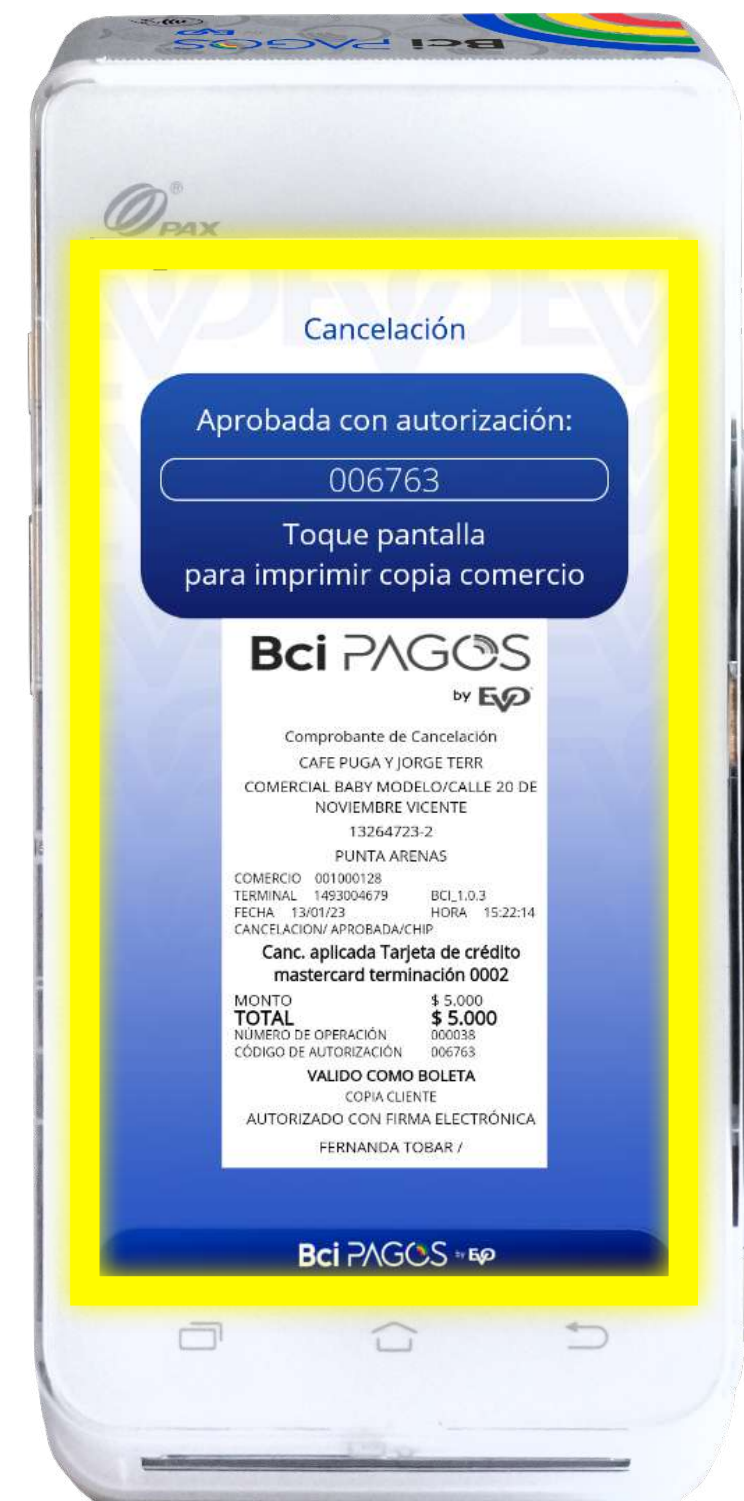 Bci PAGOS
EVO
PAX
Cancelación
Aprobada con autorización:
006763
Toque pantalla
para imprimir copia comercio
Bci PAGOS
by EVO
Comprobante de Cancelación
CAFE PUGA Y JORGE TERR
COMERCIAL BABY MODELO/CALLE 20 DE
NOVIEMBRE VICENTE
13264723-2
PUNTA ARENAS
COMERCIO 001000128
TERMINAL 1493004679 BCI_1.0.3
FECHA 13/01/23 HORA 15:22:14
CANCELACION/ APROBADA/CHIP
Canc. aplicada Tarjeta de crédito
mastercard terminación 0002
MONTO $ 5.000
TOTAL $ 5.000
NÚMERO DE OPERACIÓN 000038
CÓDIGO DE AUTORIZACIÓN 006763
VALIDO COMO BOLETA
COPIA CLIENTE
AUTORIZADO CON FIRMA ELECTRÓNICA
FERNANDA TOBAR /
Bci PAGOS by EVO